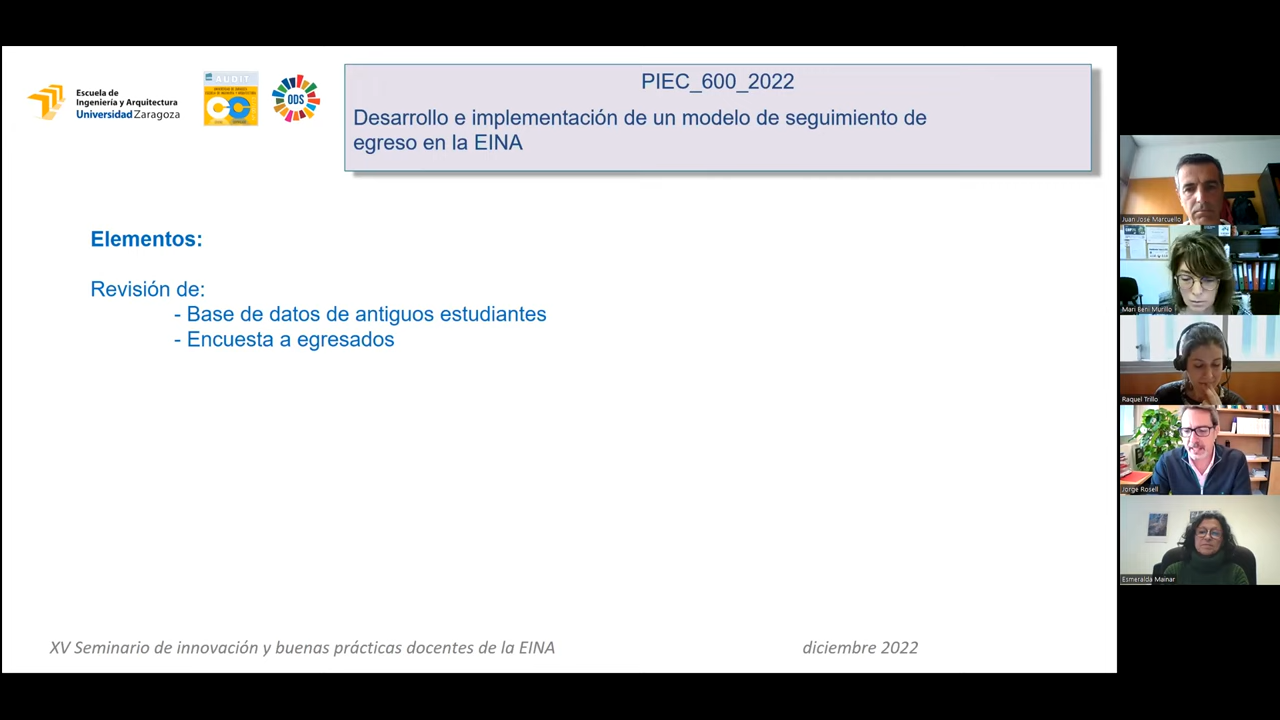 Escuela de
Ingeniería y Arquitectura
Universidad Zaragoza
AUDIT
ODS
PIEC_600_2022
Desarrollo e implementación de un modelo de seguimiento de
egreso en la EINA
Elementos:
Revisión de:
- Base de datos de antiguos estudiantes
- Encuesta a egresados
XV Seminario de innovación y buenas prácticas docentes de la EINA
diciembre 2022
Juan José Marcuello
Mari Beni Murillo
Raquel Trillo
Jorge Rosell
Esmeralda Mainar